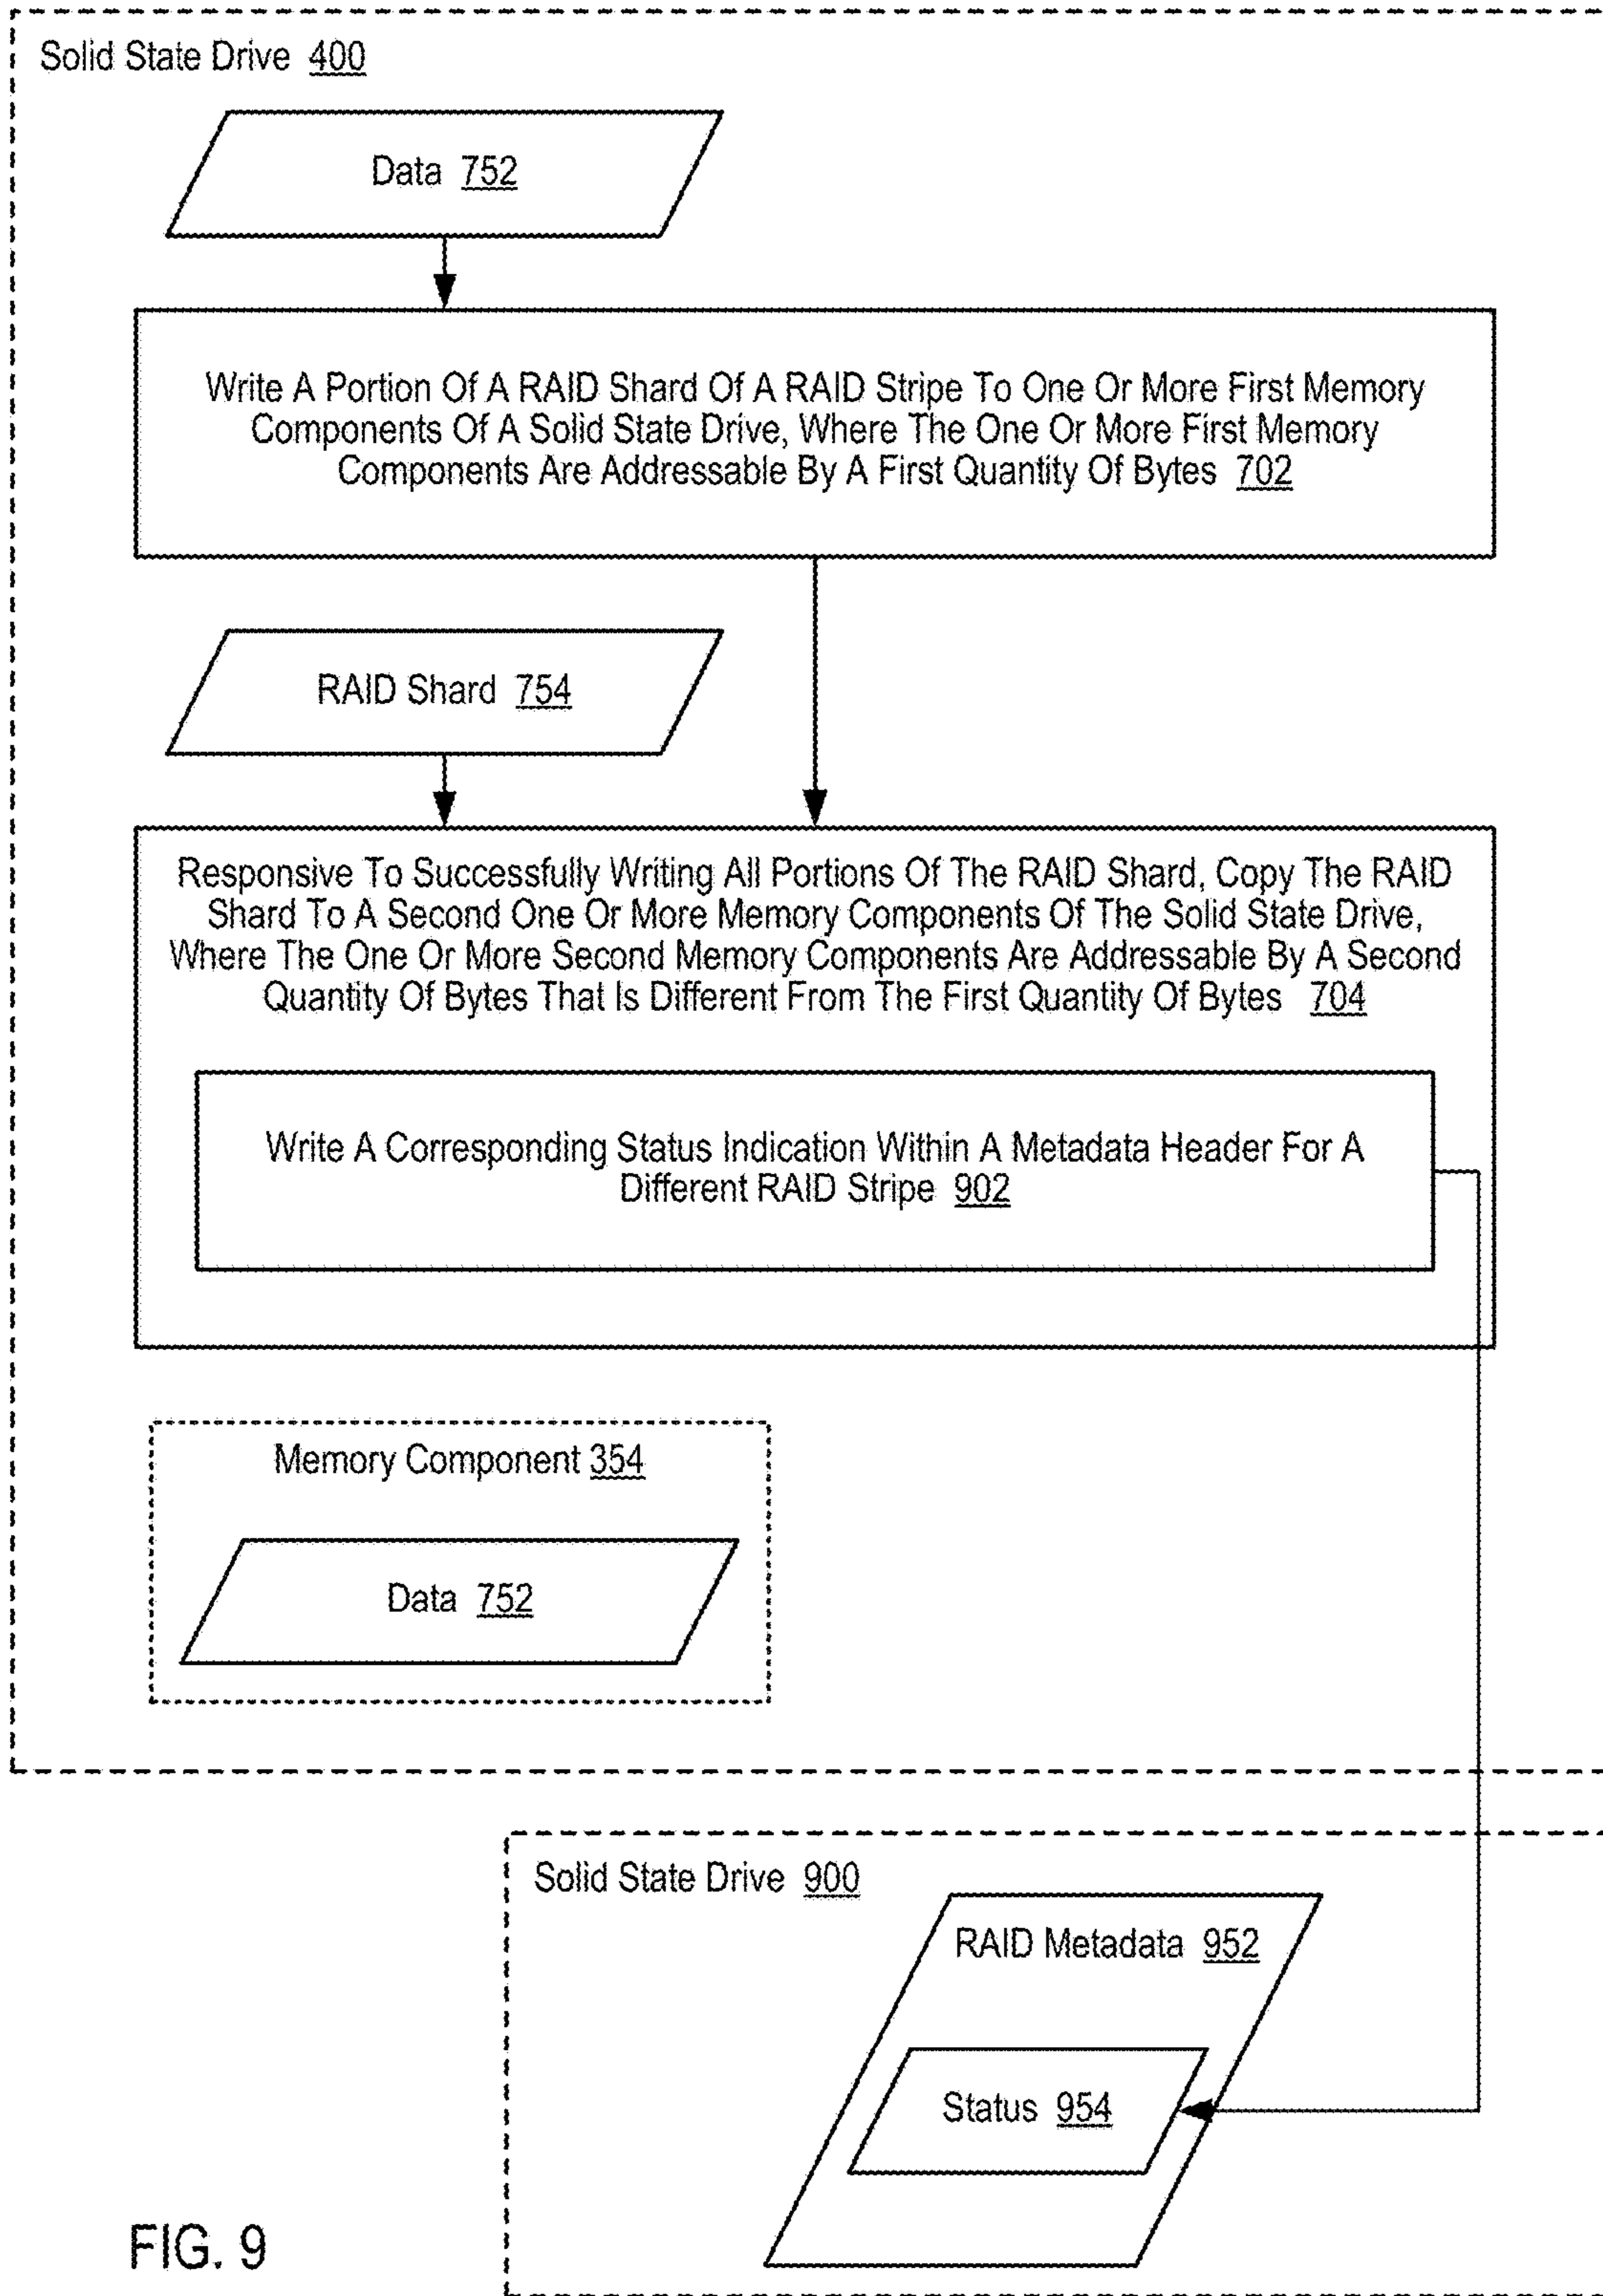 Solid State Drive 400
Data 752
Write A Portion Of A RAID Shard Of A RAID Stripe To One Or More First Memory
Components Of A Solid State Drive, Where The One Or More First Memory
Components Are Addressable By A First Quantity Of Bytes 702
RAID Shard 754
Responsive To Successfully Writing All Portions Of The RAID Shard, Copy The RAID
Shard To A Second One Or More Memory Components Of The Solid State Drive,
Where The One Or More Second Memory Components Are Addressable By A Second
Quantity Of Bytes That Is Different From The First Quantity Of Bytes 704
Write A Corresponding Status Indication Within A Metadata Header For A
Different RAID Stripe 902
Memory Component 354
Data 752
Solid State Drive 900
RAID Metadata 952
Status 954
FIG. 9